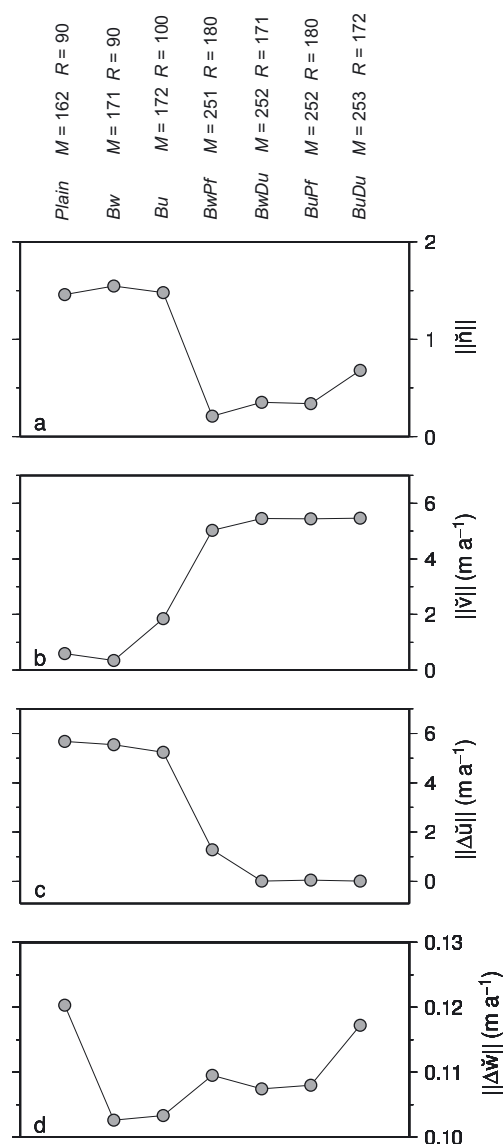 Plain M = 162 R = 90
Bw M = 171 R = 90
Bu M = 172 R = 100
BwPf M = 251 R = 180
BwDu M = 252 R = 171
BuPf M = 252 R = 180
BuDu M = 253 R = 172
2
1
0
||n̆||
a
6
4
2
0
||v̆|| (m a⁻¹)
b
6
4
2
0
||Δŭ|| (m a⁻¹)
c
0.13
0.12
0.11
0.10
||Δw̆|| (m a⁻¹)
d